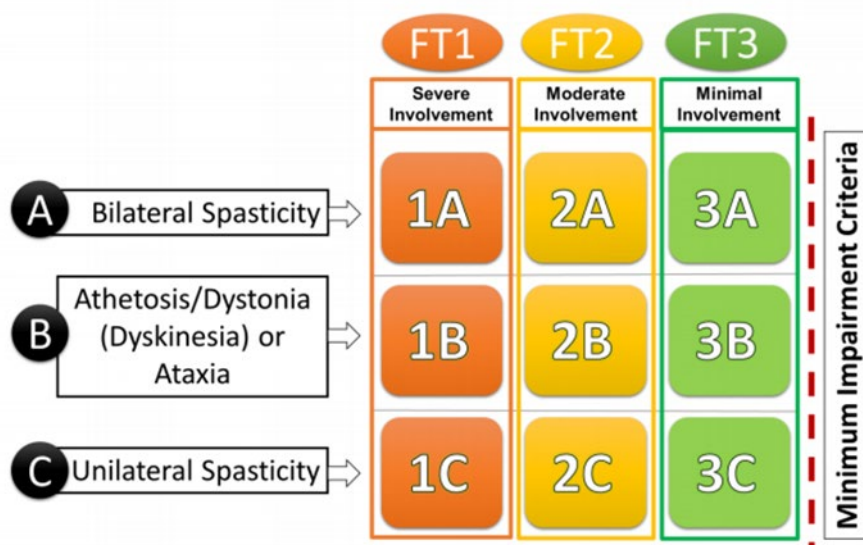 FT1 FT2 FT3
Severe Involvement
Moderate Involvement
Minimal Involvement
A Bilateral Spasticity 1A 2A 3A
B Athetosis/Dystonia
(Dyskinesia) or
Ataxia
1B 2B 3B
C Unilateral Spasticity 1C 2C 3C
Minimum Impairment Criteria